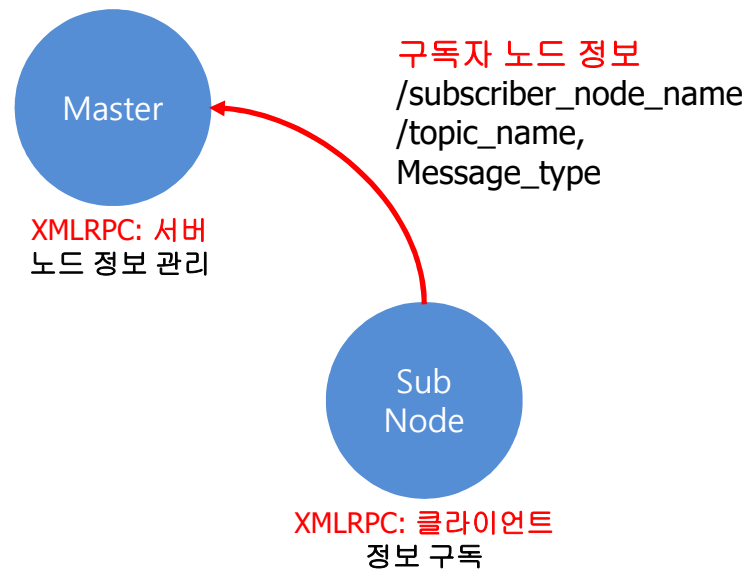 Master
구독자 노드 정보
/subscriber_node_name
/topic_name,
Message_type
XMLRPC: 서버
노드 정보 관리
Sub
Node
XMLRPC: 클라이언트
정보 구독